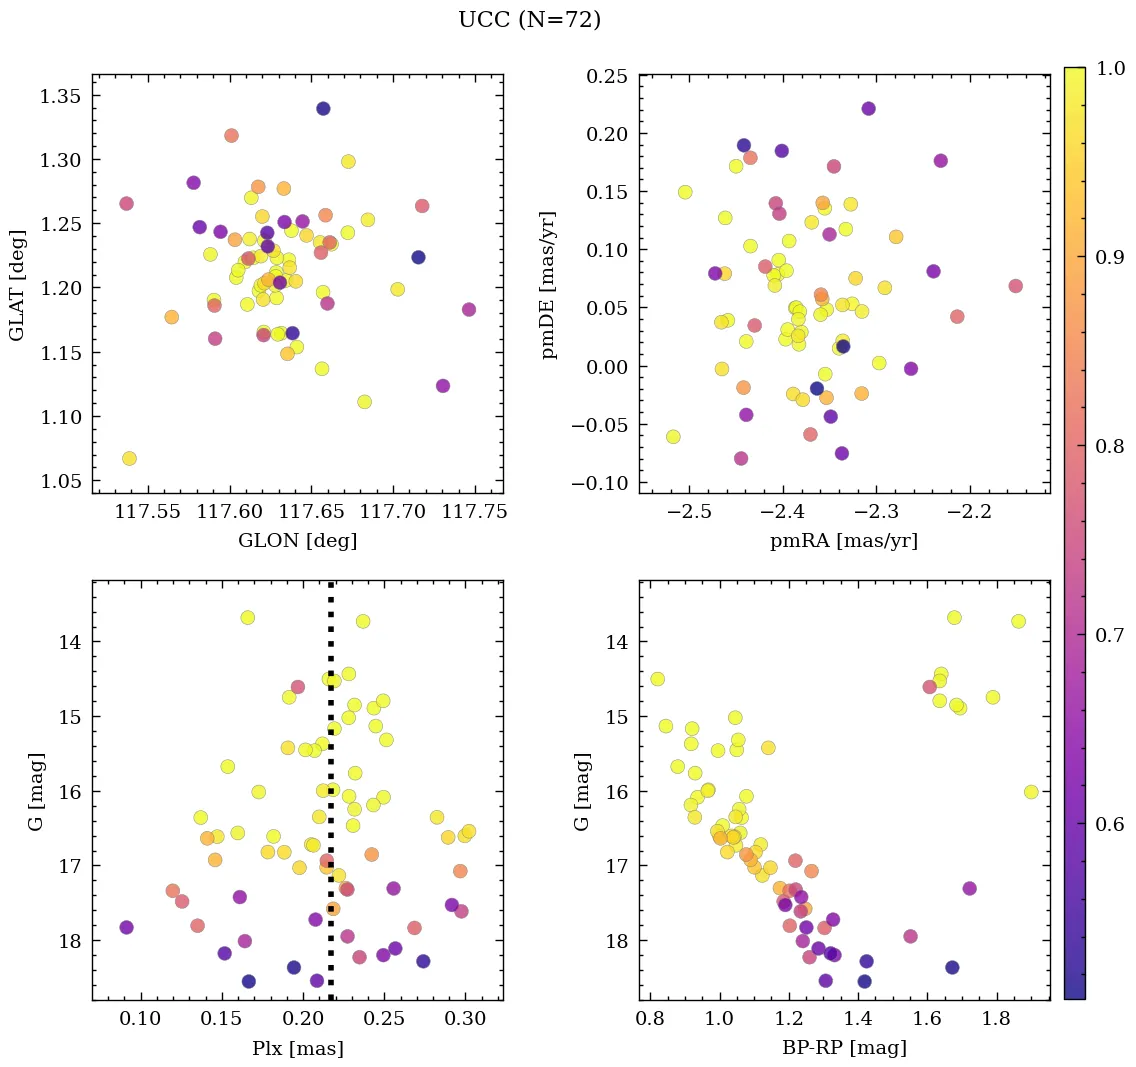 UCC (N=72)
1.35
1.30
1.25
1.20
1.15
1.10
1.05
GLAT [deg]
117.55 117.60 117.65 117.70 117.75
GLON [deg]
0.25
0.20
0.15
0.10
0.05
0.00
−0.05
−0.10
pmDE [mas/yr]
−2.5 −2.4 −2.3 −2.2
pmRA [mas/yr]
14
15
16
17
18
G [mag]
0.10 0.15 0.20 0.25 0.30
Plx [mas]
14
15
16
17
18
G [mag]
0.8 1.0 1.2 1.4 1.6 1.8
BP-RP [mag]
1.0
0.9
0.8
0.7
0.6